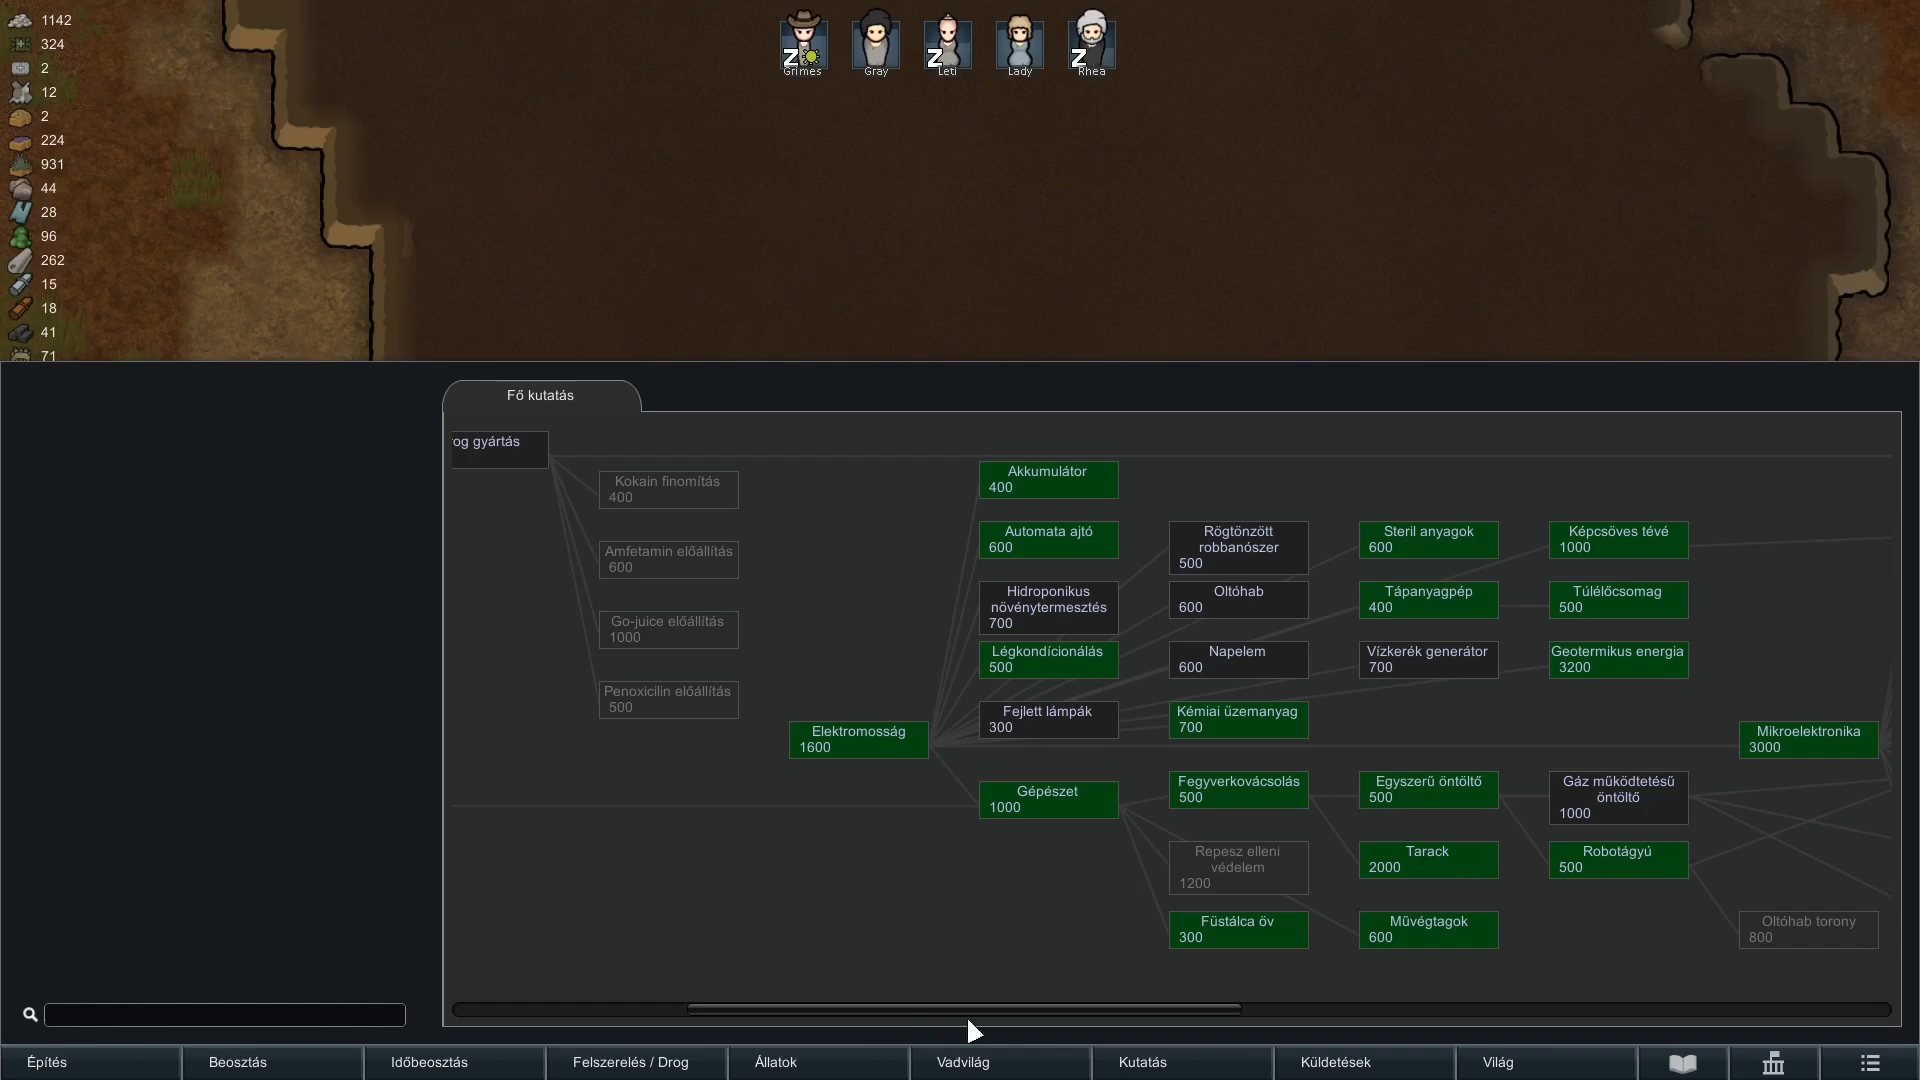 1142
324
2
12
2
224
931
44
28
96
262
15
18
41
71
Z Z Z
Grimes Gray Leti Lady Rhea
Fő kutatás
rog gyártás
Kokain finomítás
400
Amfetamin előállítás
600
Go-juice előállítás
1000
Penoxicilin előállítás
500
Elektromosság
1600
Akkumulátor
400
Automata ajtó
600
Hidroponikus
növénytermesztés
700
Légkondícionálás
500
Fejlett lámpák
300
Gépészet
1000
Rögtönzött
robbanószer
500
Oltóhab
600
Napelem
600
Kémiai üzemanyag
700
Fegyverkovácsolás
500
Repesz elleni
védelem
1200
Füstálca öv
300
Steril anyagok
600
Tápanyagpép
400
Vízkerék generátor
700
Egyszerű öntöltő
500
Tarack
2000
Művégtagok
600
Képcsöves tévé
1000
Túlélőcsomag
500
Geotermikus energia
3200
Gáz működtetésű
öntöltő
1000
Robotágyú
500
Mikroelektronika
3000
Oltóhab torony
800
Építés Beosztás Időbeosztás Felszerelés / Drog Állatok Vadvilág Kutatás Küldetések Világ